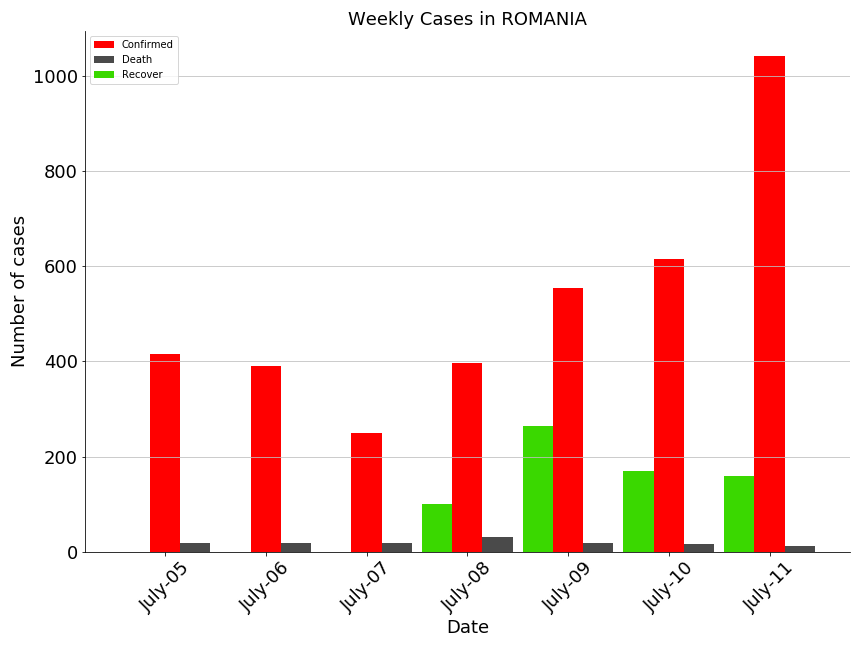 Weekly Cases in ROMANIA
Confirmed
Death
Recover
Number of cases
1000
800
600
400
200
0
July-05
July-06
July-07
July-08
July-09
July-10
July-11
Date